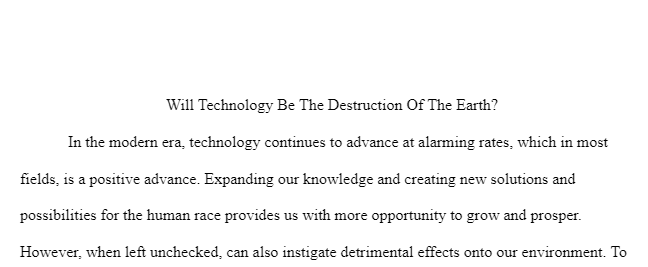 Will Technology Be The Destruction Of The Earth?
In the modern era, technology continues to advance at alarming rates, which in most
fields, is a positive advance. Expanding our knowledge and creating new solutions and
possibilities for the human race provides us with more opportunity to grow and prosper.
However, when left unchecked, can also instigate detrimental effects onto our environment. To